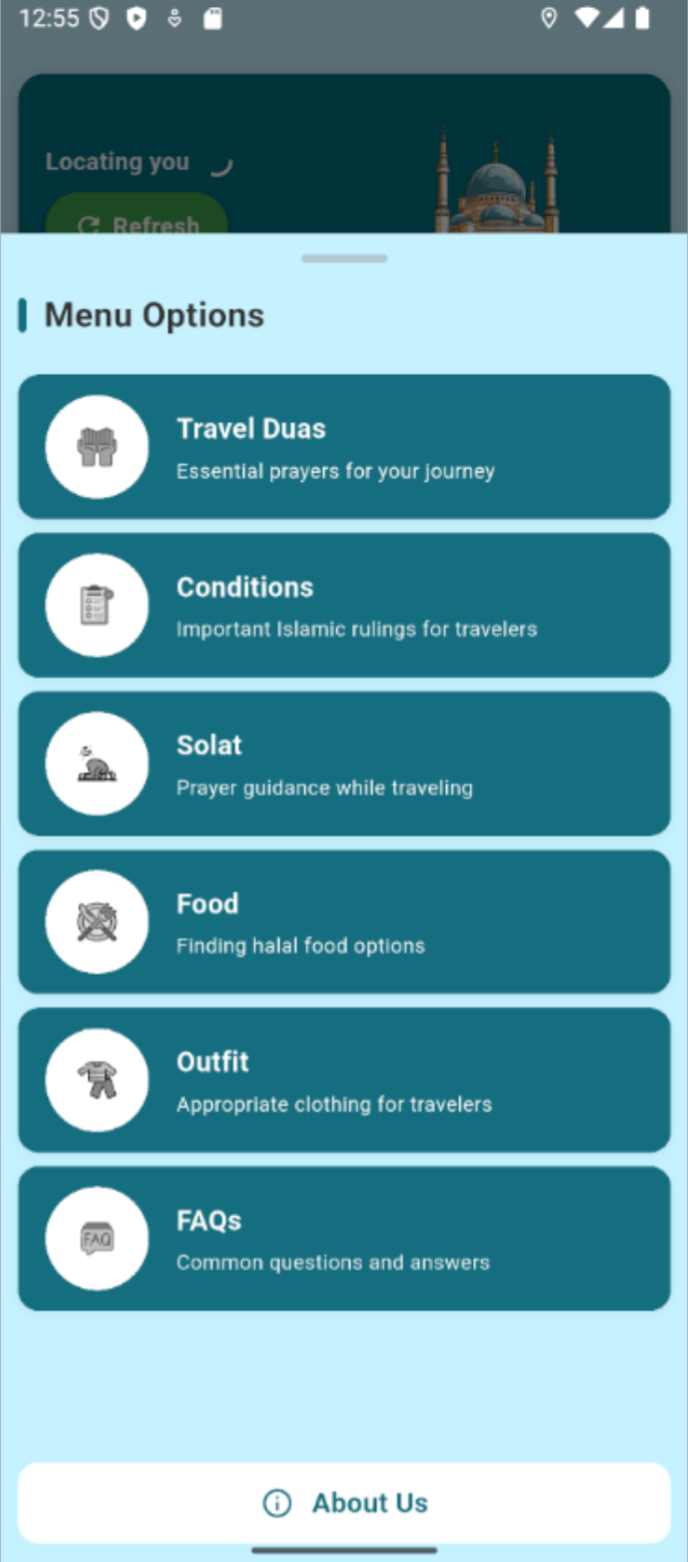 12:55
Locating you
Refresh
Menu Options
Travel Duas
Essential prayers for your journey
Conditions
Important Islamic rulings for travelers
Solat
Prayer guidance while traveling
Food
Finding halal food options
Outfit
Appropriate clothing for travelers
FAQ
FAQs
Common questions and answers
About Us